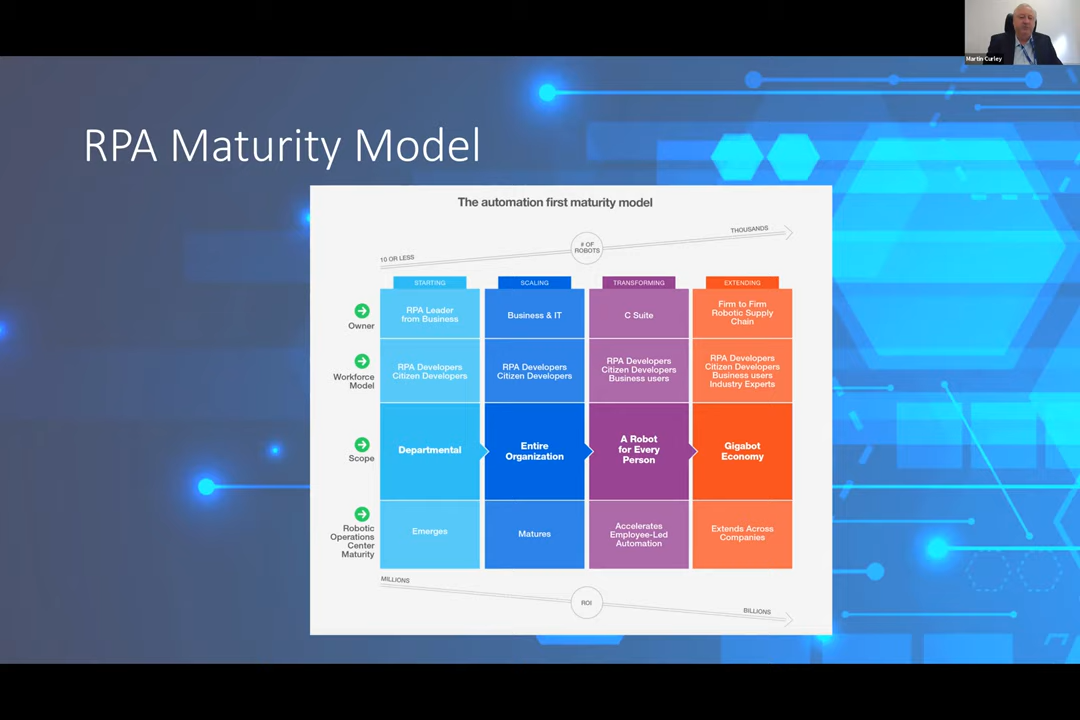 Martin Curley
RPA Maturity Model
The automation first maturity model
# OF
ROBOTS
10 OR LESS
THOUSANDS
STARTING
SCALING
TRANSFORMING
EXTENDING
Owner
RPA Leader
from Business
Business & IT
C Suite
Firm to Firm
Robotic Supply
Chain
Workforce
Model
RPA Developers
Citizen Developers
RPA Developers
Citizen Developers
RPA Developers
Citizen Developers
Business users
RPA Developers
Citizen Developers
Business users
Industry Experts
Scope
Departmental
Entire
Organization
A Robot
for Every
Person
Gigabot
Economy
Robotic
Operations
Center
Maturity
Emerges
Matures
Accelerates
Employee-Led
Automation
Extends Across
Companies
MILLIONS
ROI
BILLIONS